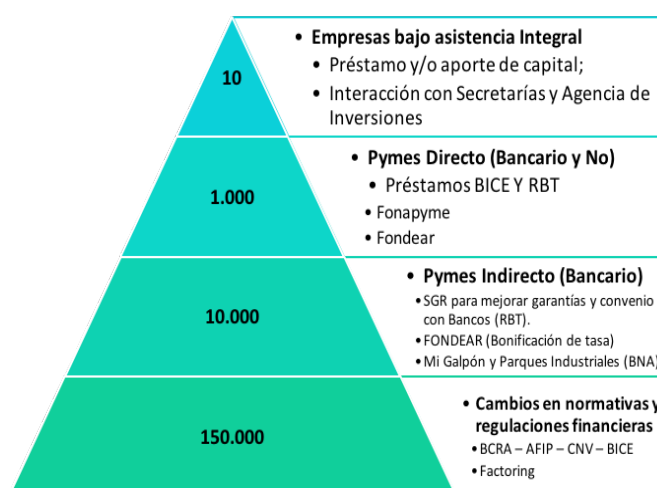 10
• Empresas bajo asistencia Integral
• Préstamo y/o aporte de capital;
• Interacción con Secretarías y Agencia de
Inversiones
1.000
• Pymes Directo (Bancario y No)
• Préstamos BICE Y RBT
• Fonapyme
• Fondear
10.000
• Pymes Indirecto (Bancario)
• SGR para mejorar garantías y convenio
con Bancos (RBT).
• FONDEAR (Bonificación de tasa)
• Mi Galpón y Parques Industriales (BNA)
150.000
• Cambios en normativas y
regulaciones financieras
• BCRA – AFIP – CNV – BICE
• Factoring